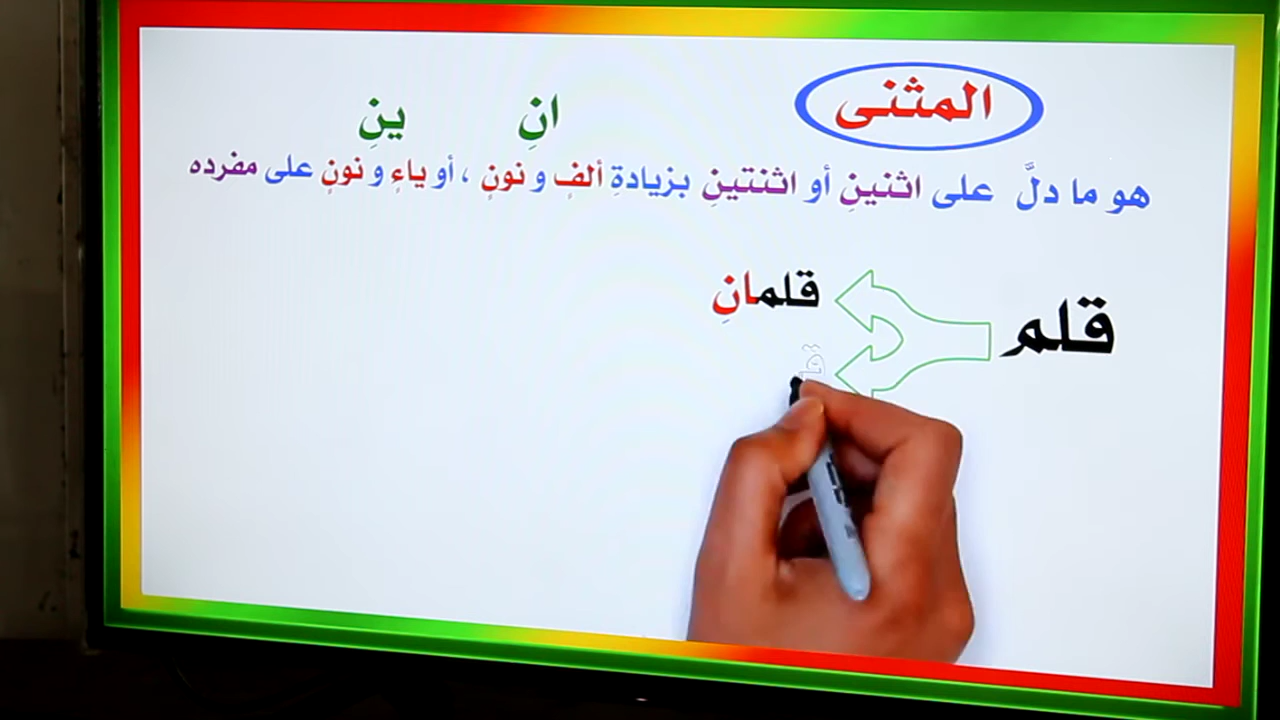 المثنى
انِ ينِ
هو ما دلَّ على اثنينِ أو اثنتينِ بزيادةِ ألفٍ و نونٍ ، أو ياءٍ و نونٍ على مفرده
قلم
قلمانِ